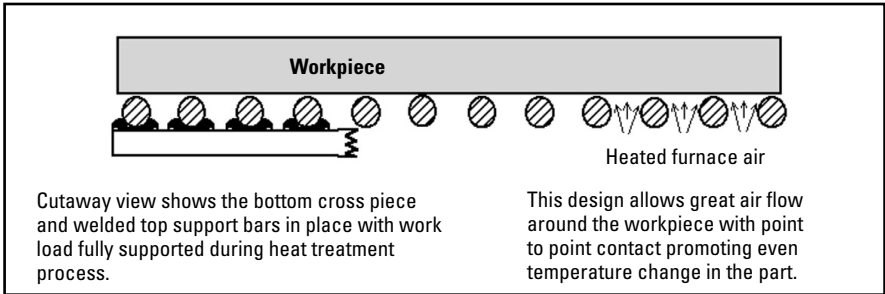 Workpiece
Heated furnace air
Cutaway view shows the bottom cross piece
and welded top support bars in place with work
load fully supported during heat treatment
process.
This design allows great air flow
around the workpiece with point
to point contact promoting even
temperature change in the part.